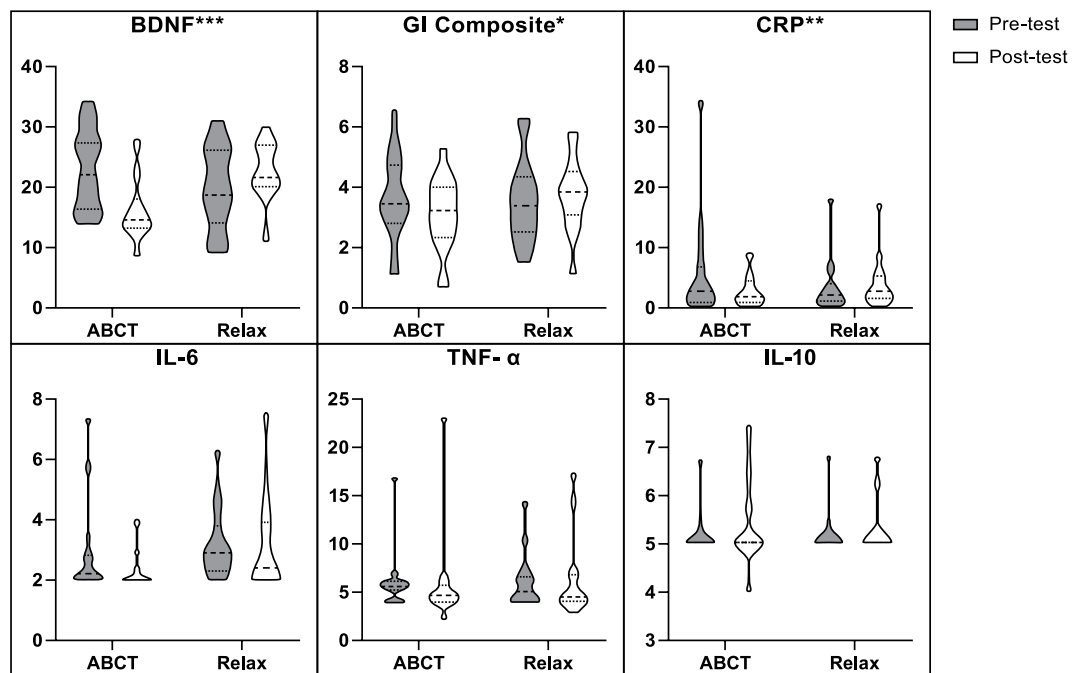 BDNF*** GI Composite* CRP**
Pre-test
Post-test
40 8 40
30 6 30
20 4 20
10 2 10
0 0 0
ABCT Relax ABCT Relax ABCT Relax
IL-6 TNF- α IL-10
8 25 8
20 7
6 15 6
4 10 5
2 5 4
0 0 3
ABCT Relax ABCT Relax ABCT Relax